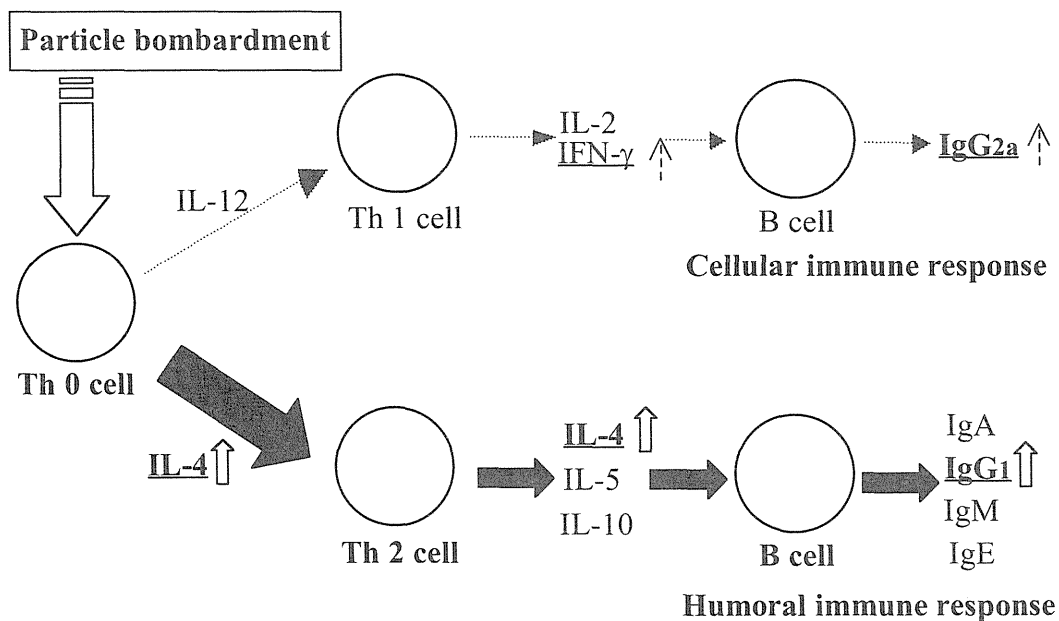 Particle bombardment
IL-12
Th 0 cell
Th 1 cell
IL-2
IFN-γ
B cell
IgG2a
Cellular immune response
IL-4
Th 2 cell
IL-4
IL-5
IL-10
B cell
IgA
IgG1
IgM
IgE
Humoral immune response